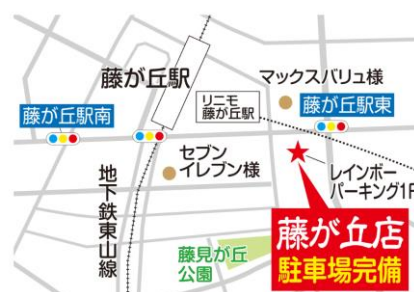 藤が丘駅
マックスバリュ様
リニモ
藤が丘駅
藤が丘駅東
藤が丘駅南
セブン
イレブン様
レインボー
パーキング1F
地下鉄東山線
藤が丘店
駐車場完備
藤見が丘
公園